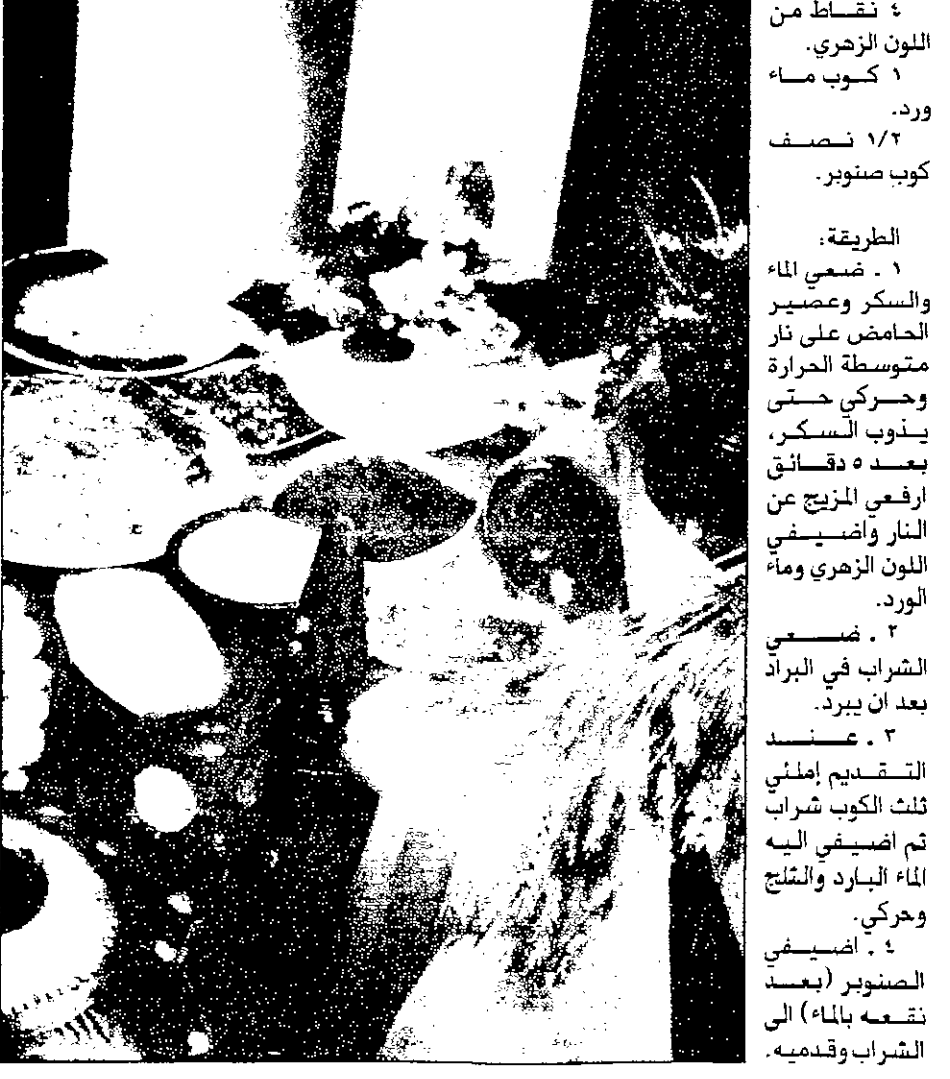 ٤ نقاط من
اللون الزهري.
١ كوب ماء
ورد.
١/٢ نصف
كوب صنوبر.
الطريقة:
١ . ضعي الماء
والسكر وعصير
الحامض على نار
متوسطة الحرارة
وحركي حتى
يذوب السكر،
بعد ٥ دقائق
ارفعي المزيج عن
النار واضيفي
اللون الزهري وماء
الورد.
٢ . ضعي
الشراب في البراد
بعد ان يبرد.
٣ . عند
التقديم إملئي
ثلث الكوب شراب
ثم اضيفي اليه
الماء البارد والثلج
وحركي.
٤ . اضيفي
الصنوبر (بعد
نقعه بالماء) الى
الشراب وقدميه.